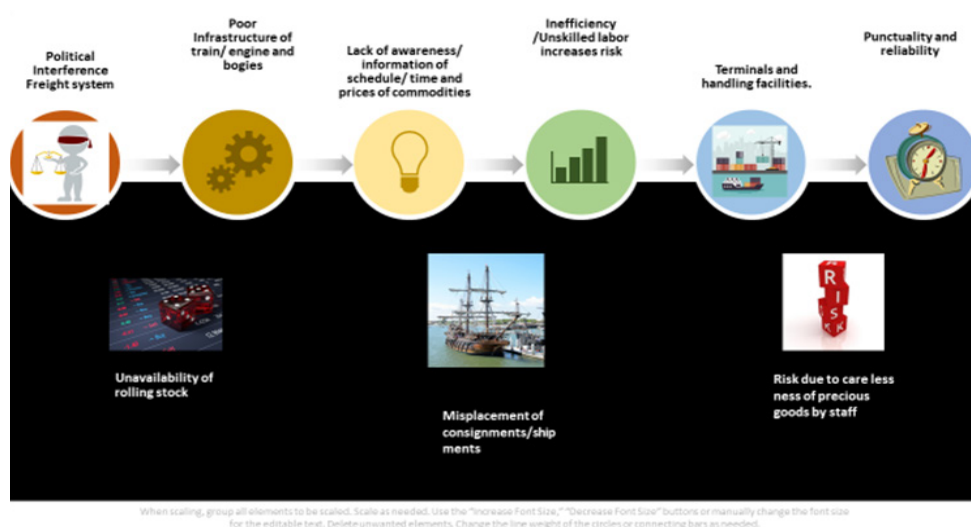 Political
Interference
Freight system
Poor
Infrastructure of
train/ engine and
bogies
Lack of awareness/
information of
schedule/ time and
prices of commodities
Inefficiency
/Unskilled labor
increases risk
Terminals and
handling facilities.
Punctuality and
reliability
Unavailability of
rolling stock
Misplacement of
consignments/ship
ments
RISK
Risk due to care less
ness of precious
goods by staff
When scaling, group all elements to be scaled. Scale as needed. Use the "Increase Font Size," "Decrease Font Size" buttons or manually change the font size
for the editable text. Delete unwanted elements. Change the line weight of the circles or connecting bars as needed.